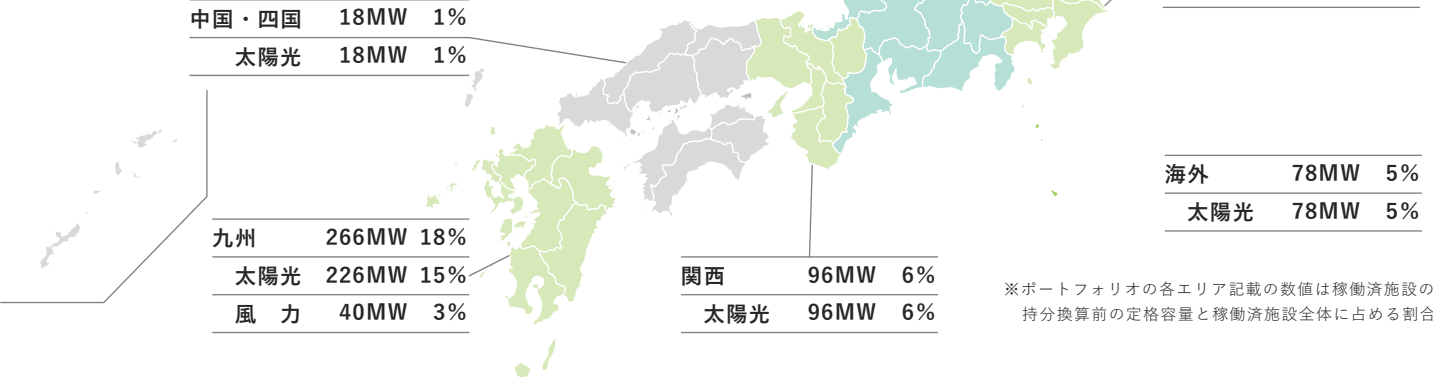 中国・四国 18MW 1%
太陽光 18MW 1%
九州 266MW 18%
太陽光 226MW 15%
風 力 40MW 3%
関西 96MW 6%
太陽光 96MW 6%
海外 78MW 5%
太陽光 78MW 5%
※ポートフォリオの各エリア記載の数値は稼働済施設の
持分換算前の定格容量と稼働済施設全体に占める割合